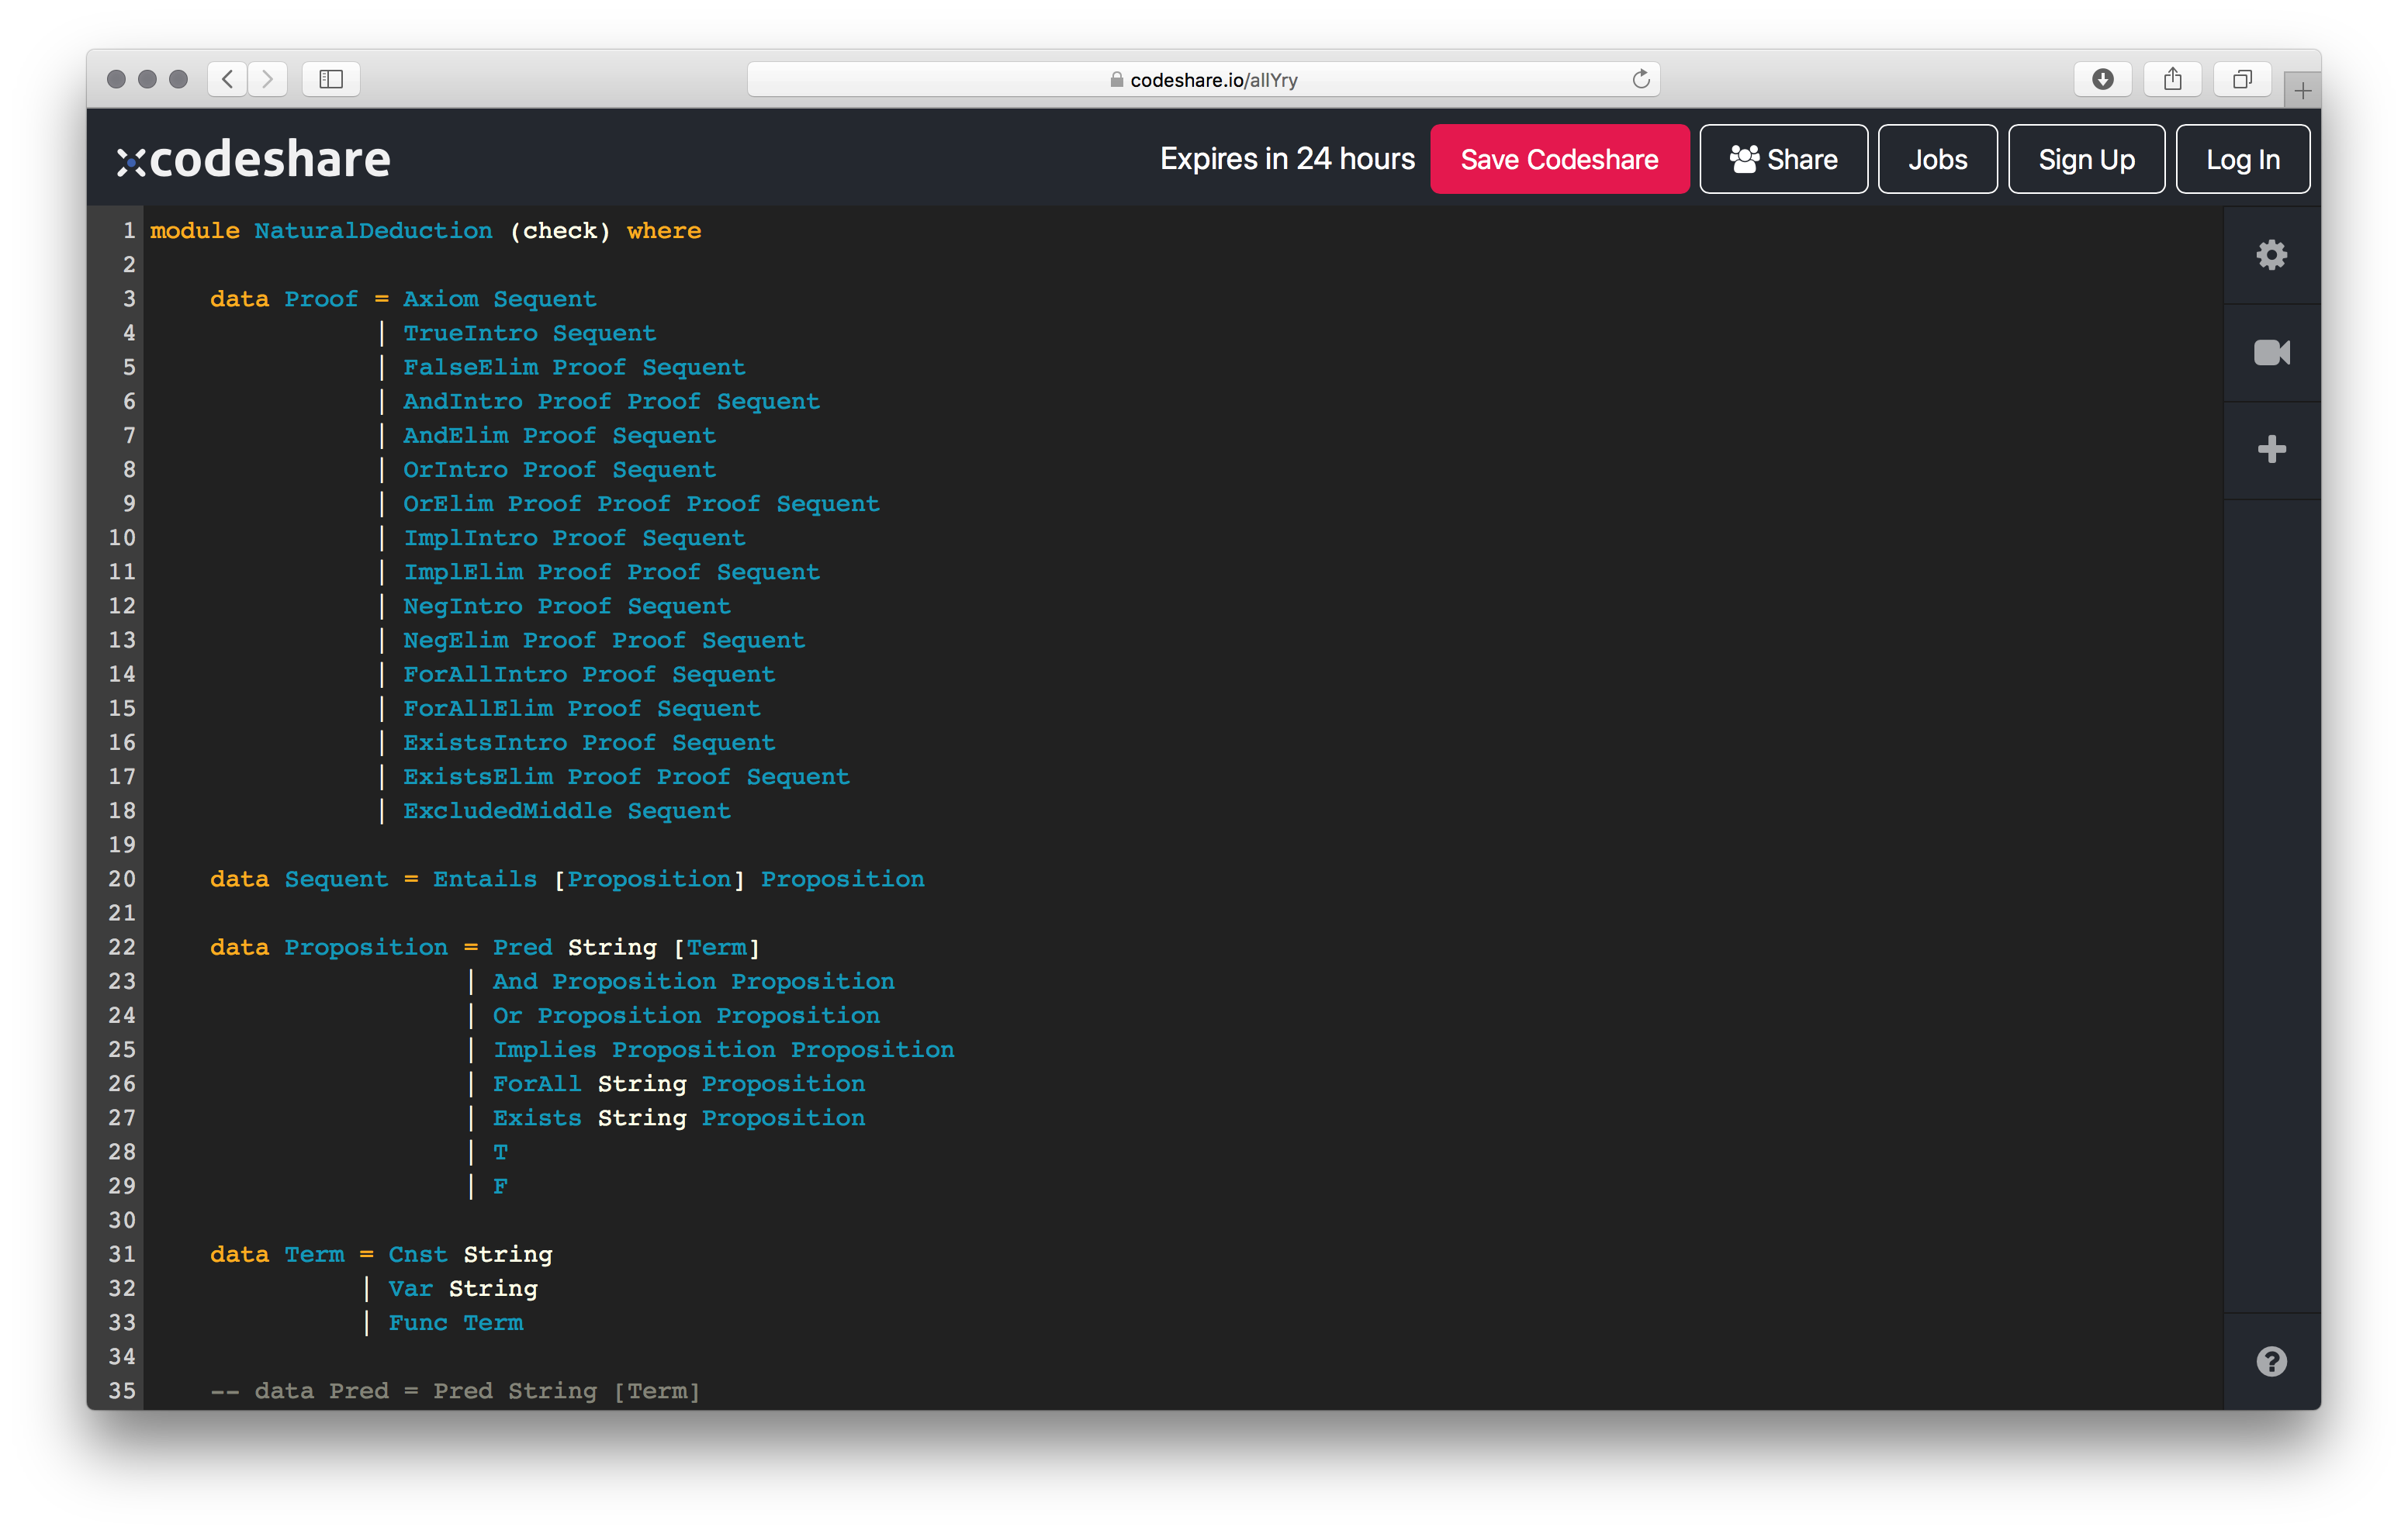 codeshare.io/allYry
codeshare
Expires in 24 hours Save Codeshare Share Jobs Sign Up Log In
1 module NaturalDeduction (check) where
2
3     data Proof = Axiom Sequent
4                | TrueIntro Sequent
5                | FalseElim Proof Sequent
6                | AndIntro Proof Proof Sequent
7                | AndElim Proof Sequent
8                | OrIntro Proof Sequent
9                | OrElim Proof Proof Proof Sequent
10                | ImplIntro Proof Sequent
11                | ImplElim Proof Proof Sequent
12                | NegIntro Proof Sequent
13                | NegElim Proof Proof Sequent
14                | ForAllIntro Proof Sequent
15                | ForAllElim Proof Sequent
16                | ExistsIntro Proof Sequent
17                | ExistsElim Proof Proof Sequent
18                | ExcludedMiddle Sequent
19
20     data Sequent = Entails [Proposition] Proposition
21
22     data Proposition = Pred String [Term]
23                      | And Proposition Proposition
24                      | Or Proposition Proposition
25                      | Implies Proposition Proposition
26                      | ForAll String Proposition
27                      | Exists String Proposition
28                      | T
29                      | F
30
31     data Term = Cnst String
32               | Var String
33               | Func Term
34
35     -- data Pred = Pred String [Term]